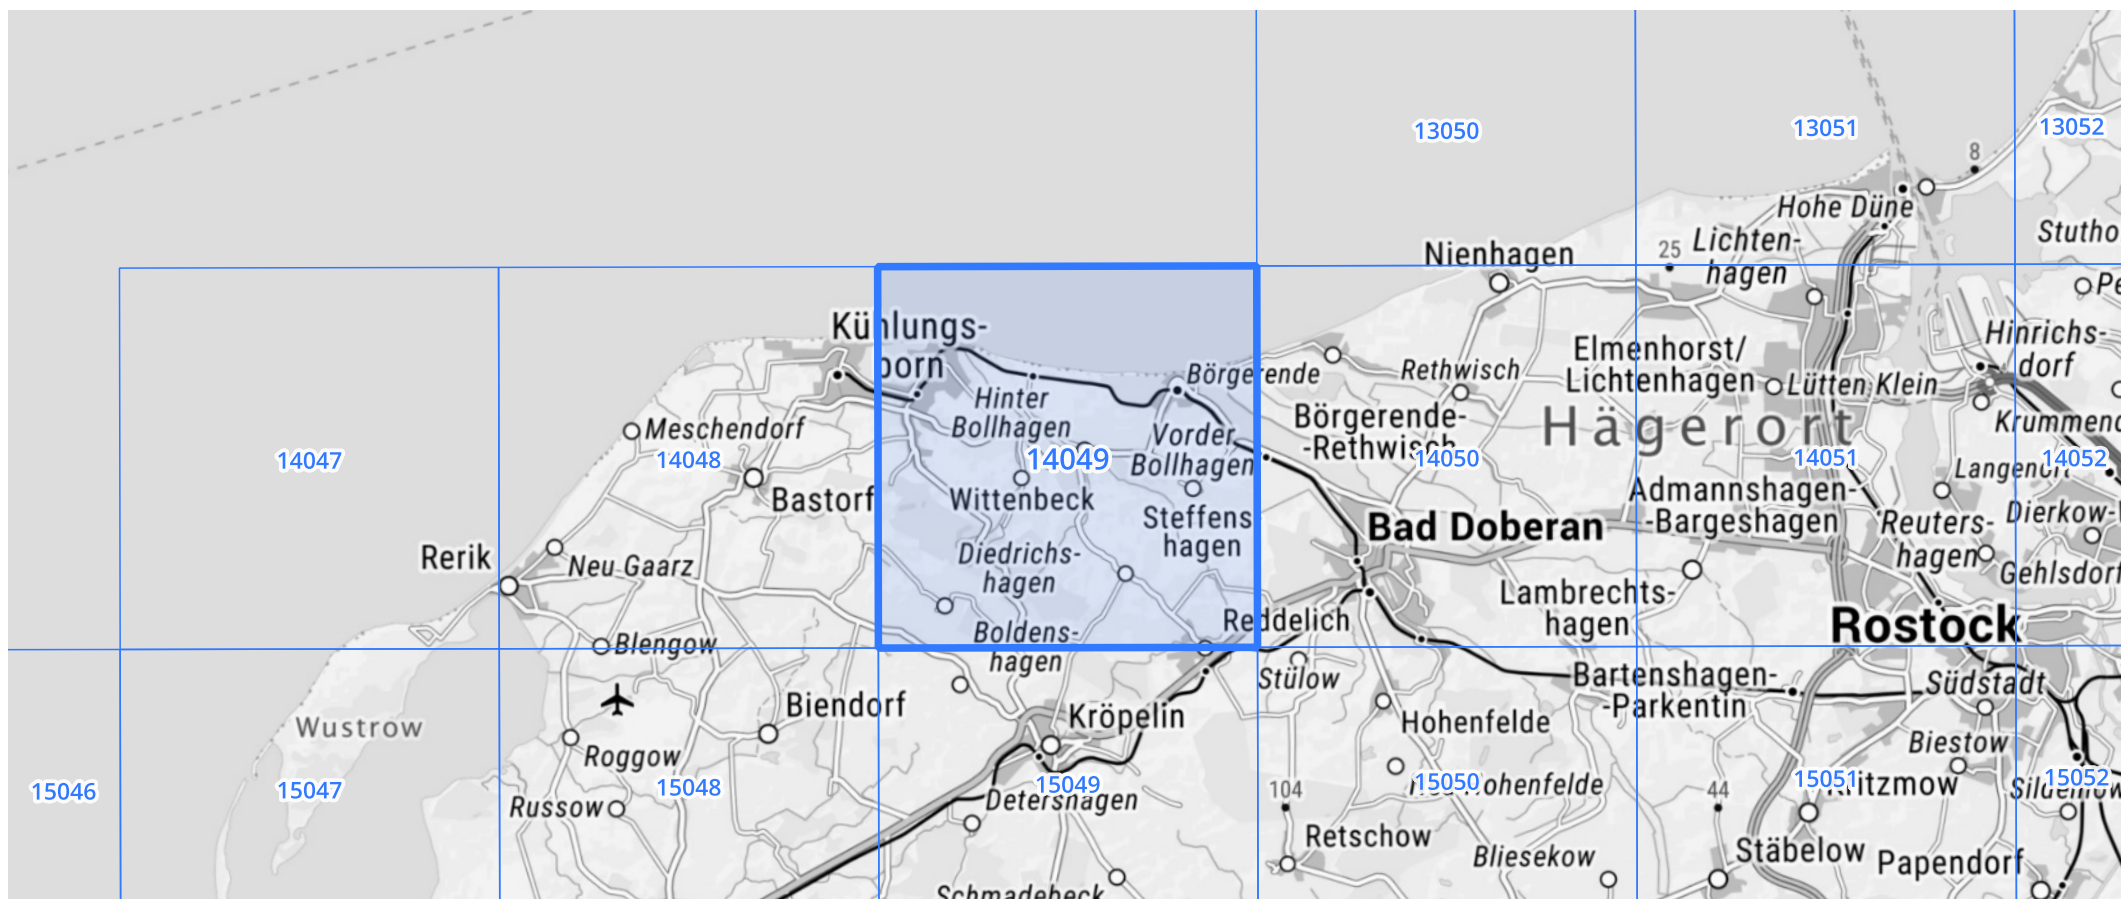 13050
13051
13052
8
Hohe Düne
Stutho
Nienhagen
25
Lichten-
hagen
Pe
Kühlungs-
born
Hinrichs-
dorf
Elmenhorst/
Lichtenhagen
Börgerende
Rethwisch
Lütten Klein
Hinter
Bollhagen
Börgerende-
-Rethwisch
Hägerort
Krummend
Meschendorf
Vorder
Bollhagen
14047
14048
14049
14050
14051
14052
Langenort
Bastorf
Wittenbeck
Steffens
hagen
Bad Doberan
Admannshagen-
-Bargeshagen
Reuters-
hagen
Dierkow-
Rerik
Neu Gaarz
Diedrichs-
hagen
Gehlsdorf
Lambrechts-
hagen
Reddelich
Rostock
Blengow
Boldens-
hagen
Stülow
Bartenshagen-
-Parkentin
Südstadt
Wustrow
Biendorf
Kröpelin
Hohenfelde
Biestow
Roggow
15046
15047
15048
15049
15050
15051
15052
Hohenfelde
Kritzmow
Russow
Detershagen
104
44
Retschow
Bliesekow
Stäbelow
Papendorf
Schmadebeck